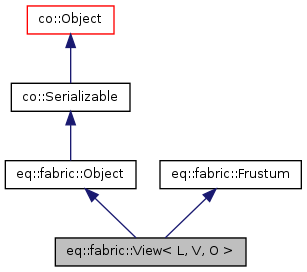 co::Object
co::Serializable
eq::fabric::Object
eq::fabric::Frustum
eq::fabric::View< L, V, O >